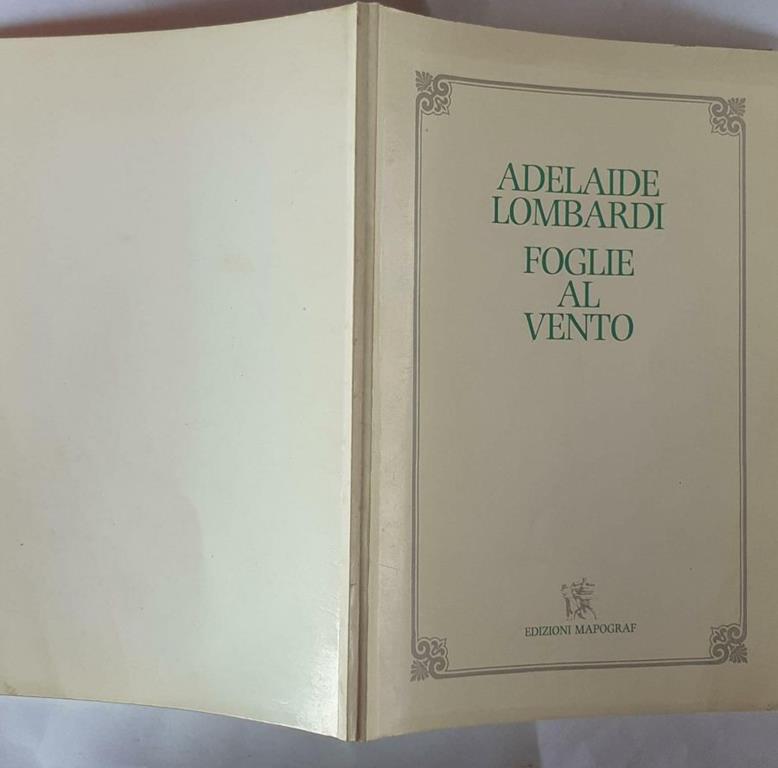 ADELAIDE
LOMBARDI
FOGLIE
AL
VENTO
EDIZIONI MAPOGRAF